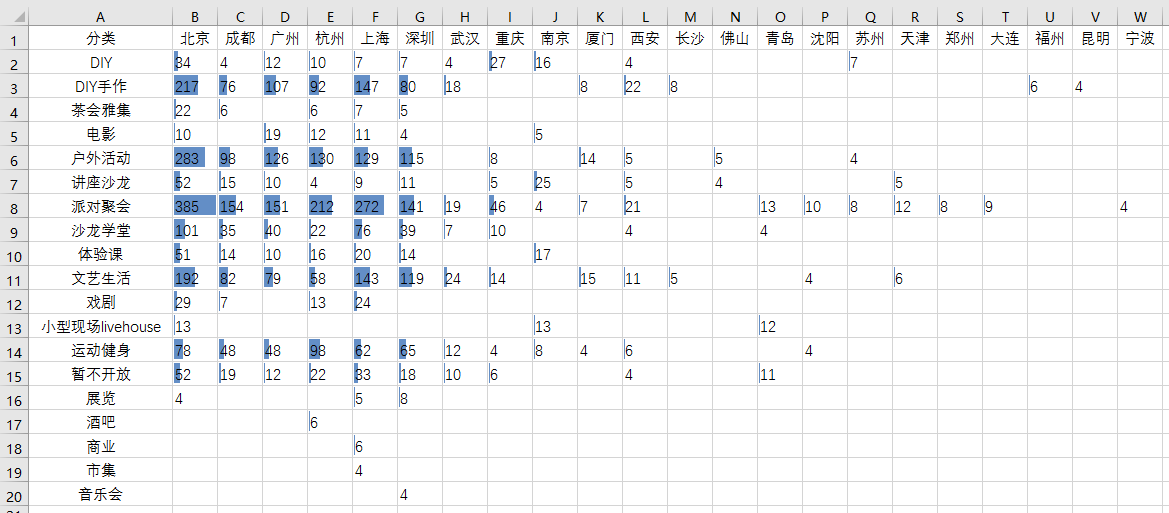 A B C D E F G H I J K L M N O P Q R S T U V W
1 分类 北京 成都 广州 杭州 上海 深圳 武汉 重庆 南京 厦门 西安 长沙 佛山 青岛 沈阳 苏州 天津 郑州 大连 福州 昆明 宁波
2 DIY 34 4 12 10 7 7 4 27 16 4 7
3 DIY手作 217 76 107 92 147 80 18 8 22 8 6 4
4 茶会雅集 22 6 6 7 5
5 电影 10 19 12 11 4 5
6 户外活动 283 98 126 130 129 115 8 14 5 5 4
7 讲座沙龙 52 15 10 4 9 11 5 25 5 4 5
8 派对聚会 385 154 151 212 272 141 19 46 4 7 21 13 10 8 12 8 9 4
9 沙龙学堂 101 35 40 22 76 39 7 10 4 4
10 体验课 51 14 10 16 20 14 17
11 文艺生活 192 82 79 58 143 119 24 14 15 11 5 4 6
12 戏剧 29 7 13 24
13 小型现场livehouse 13 13 12
14 运动健身 78 48 48 98 62 65 12 4 8 4 6 4
15 暂不开放 52 19 12 22 33 18 10 6 4 11
16 展览 4 5 8
17 酒吧 6
18 商业 6
19 市集 4
20 音乐会 4